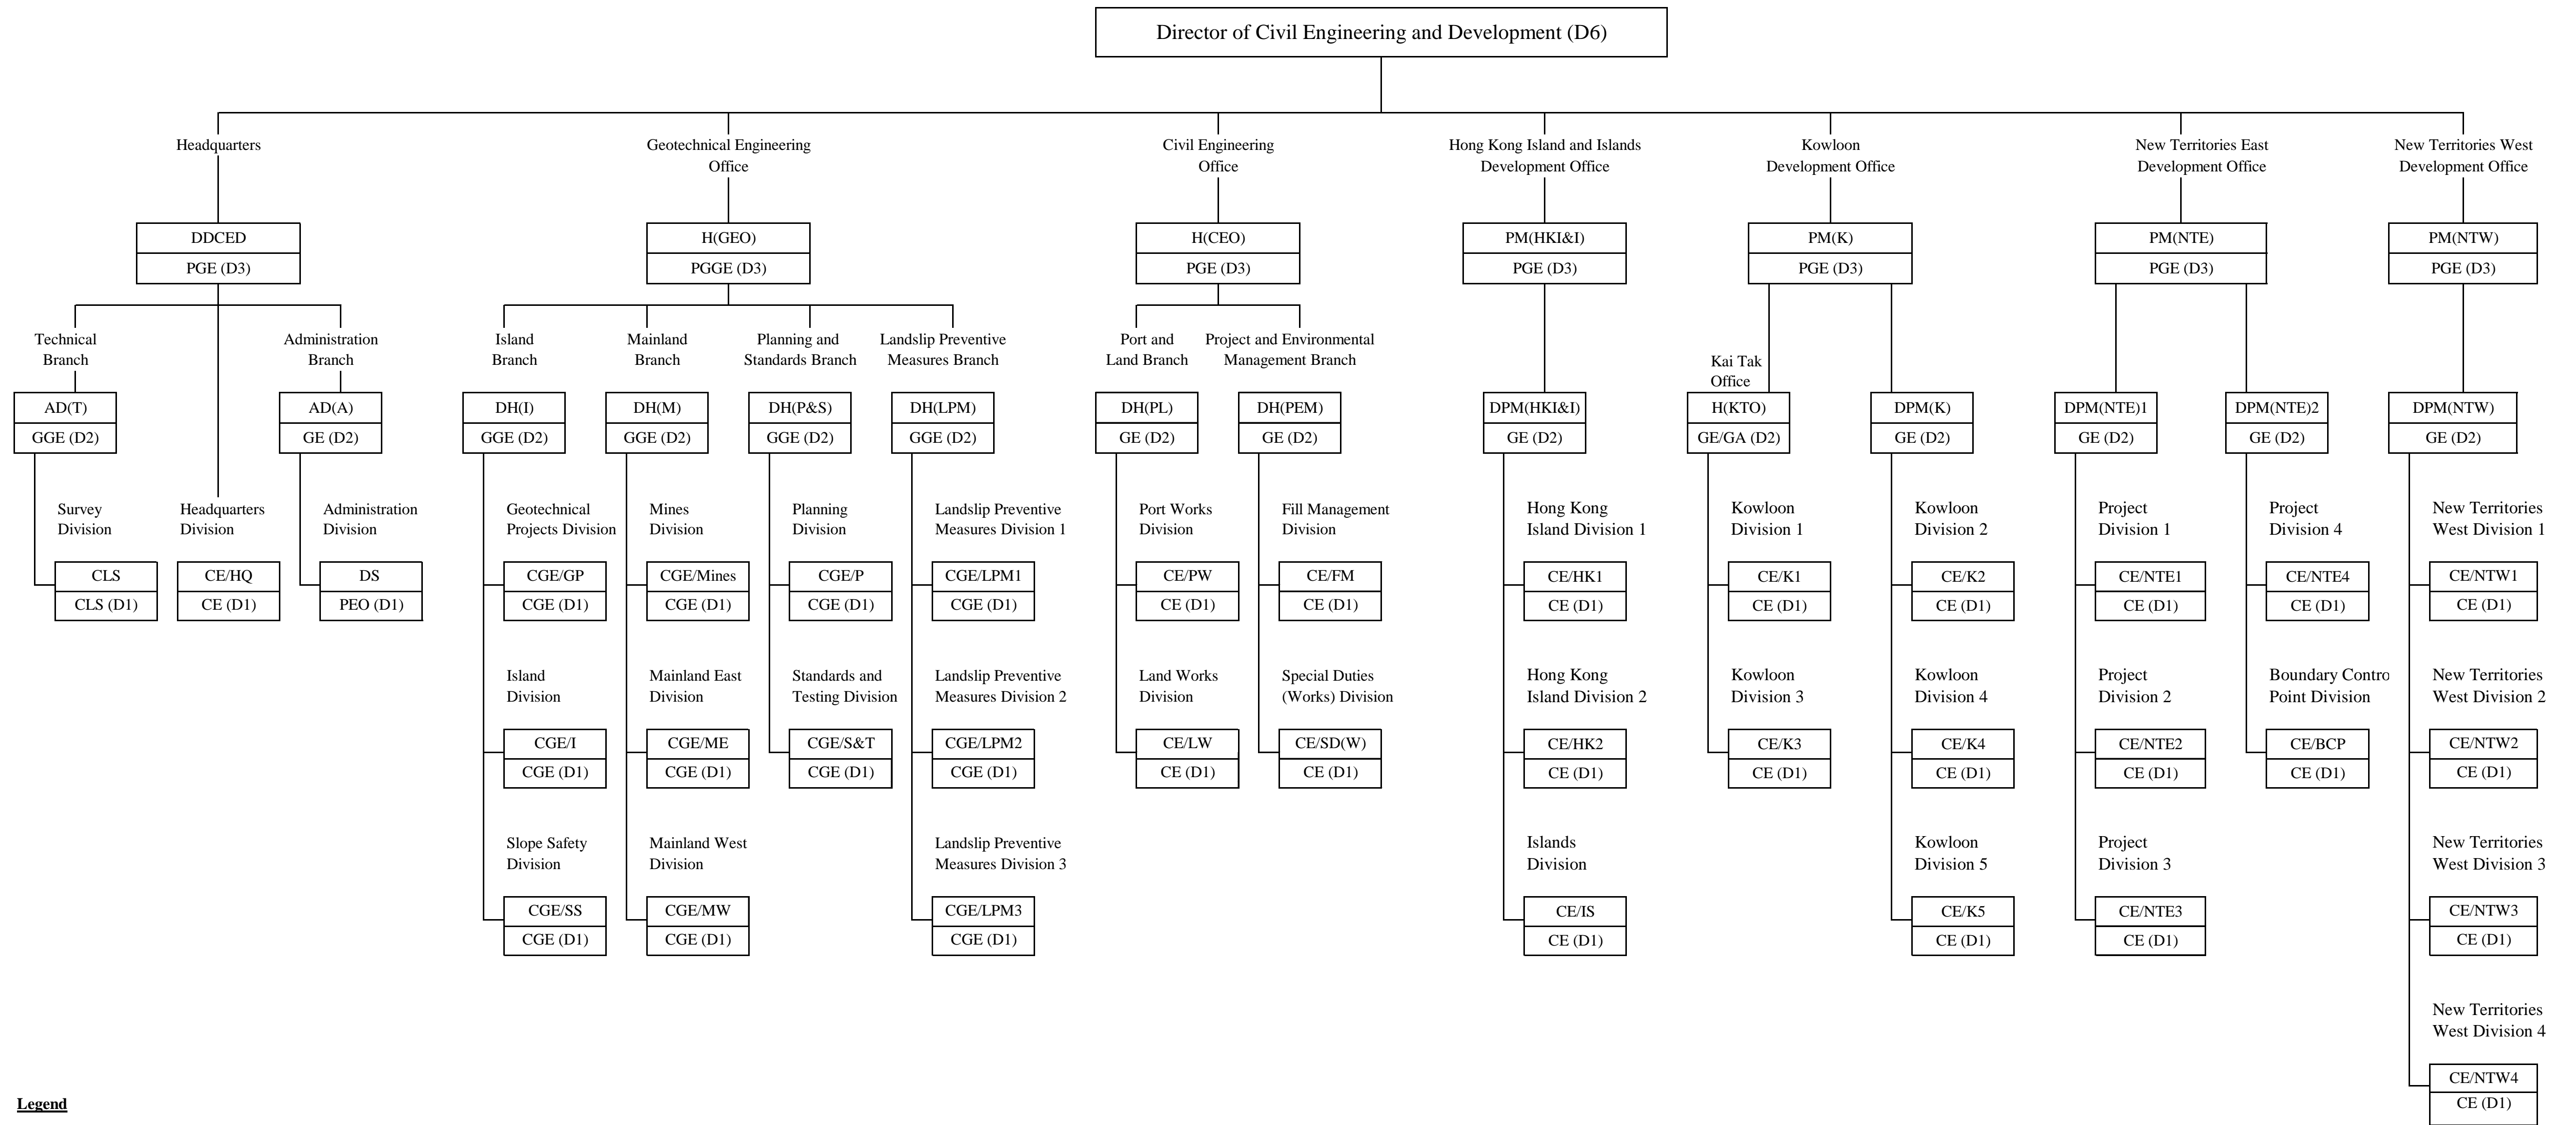 Director of Civil Engineering and Development (D6)
Headquarters
Geotechnical Engineering
Office
Civil Engineering
Office
Hong Kong Island and Islands
Development Office
Kowloon
Development Office
New Territories East
Development Office
New Territories West
Development Office
DDCED
PGE (D3)
H(GEO)
PGGE (D3)
H(CEO)
PGE (D3)
PM(HKI&I)
PGE (D3)
PM(K)
PGE (D3)
PM(NTE)
PGE (D3)
PM(NTW)
PGE (D3)
Technical
Branch
Administration
Branch
Island
Branch
Mainland
Branch
Planning and
Standards Branch
Landslip Preventive
Measures Branch
Port and
Land Branch
Project and Environmental
Management Branch
Kai Tak
Office
AD(T)
GGE (D2)
AD(A)
GE (D2)
DH(I)
GGE (D2)
DH(M)
GGE (D2)
DH(P&S)
GGE (D2)
DH(LPM)
GGE (D2)
DH(PL)
GE (D2)
DH(PEM)
GE (D2)
DPM(HKI&I)
GE (D2)
H(KTO)
GE/GA (D2)
DPM(K)
GE (D2)
DPM(NTE)1
GE (D2)
DPM(NTE)2
GE (D2)
DPM(NTW)
GE (D2)
Survey
Division
Headquarters
Division
Administration
Division
Geotechnical
Projects Division
Mines
Division
Planning
Division
Landslip Preventive
Measures Division 1
Port Works
Division
Fill Management
Division
Hong Kong
Island Division 1
Kowloon
Division 1
Kowloon
Division 2
Project
Division 1
Project
Division 4
New Territories
West Division 1
CLS
CLS (D1)
CE/HQ
CE (D1)
DS
PEO (D1)
CGE/GP
CGE (D1)
CGE/Mines
CGE (D1)
CGE/P
CGE (D1)
CGE/LPM1
CGE (D1)
CE/PW
CE (D1)
CE/FM
CE (D1)
CE/HK1
CE (D1)
CE/K1
CE (D1)
CE/K2
CE (D1)
CE/NTE1
CE (D1)
CE/NTE4
CE (D1)
CE/NTW1
CE (D1)
Island
Division
Mainland East
Division
Standards and
Testing Division
Landslip Preventive
Measures Division 2
Land Works
Division
Special Duties
(Works) Division
Hong Kong
Island Division 2
Kowloon
Division 3
Kowloon
Division 4
Project
Division 2
Boundary Contro
Point Division
New Territories
West Division 2
CGE/I
CGE (D1)
CGE/ME
CGE (D1)
CGE/S&T
CGE (D1)
CGE/LPM2
CGE (D1)
CE/LW
CE (D1)
CE/SD(W)
CE (D1)
CE/HK2
CE (D1)
CE/K3
CE (D1)
CE/K4
CE (D1)
CE/NTE2
CE (D1)
CE/BCP
CE (D1)
CE/NTW2
CE (D1)
Slope Safety
Division
Mainland West
Division
Landslip Preventive
Measures Division 3
Islands
Division
Kowloon
Division 5
Project
Division 3
New Territories
West Division 3
CGE/SS
CGE (D1)
CGE/MW
CGE (D1)
CGE/LPM3
CGE (D1)
CE/IS
CE (D1)
CE/K5
CE (D1)
CE/NTE3
CE (D1)
CE/NTW3
CE (D1)
New Territories
West Division 4
CE/NTW4
CE (D1)
Legend